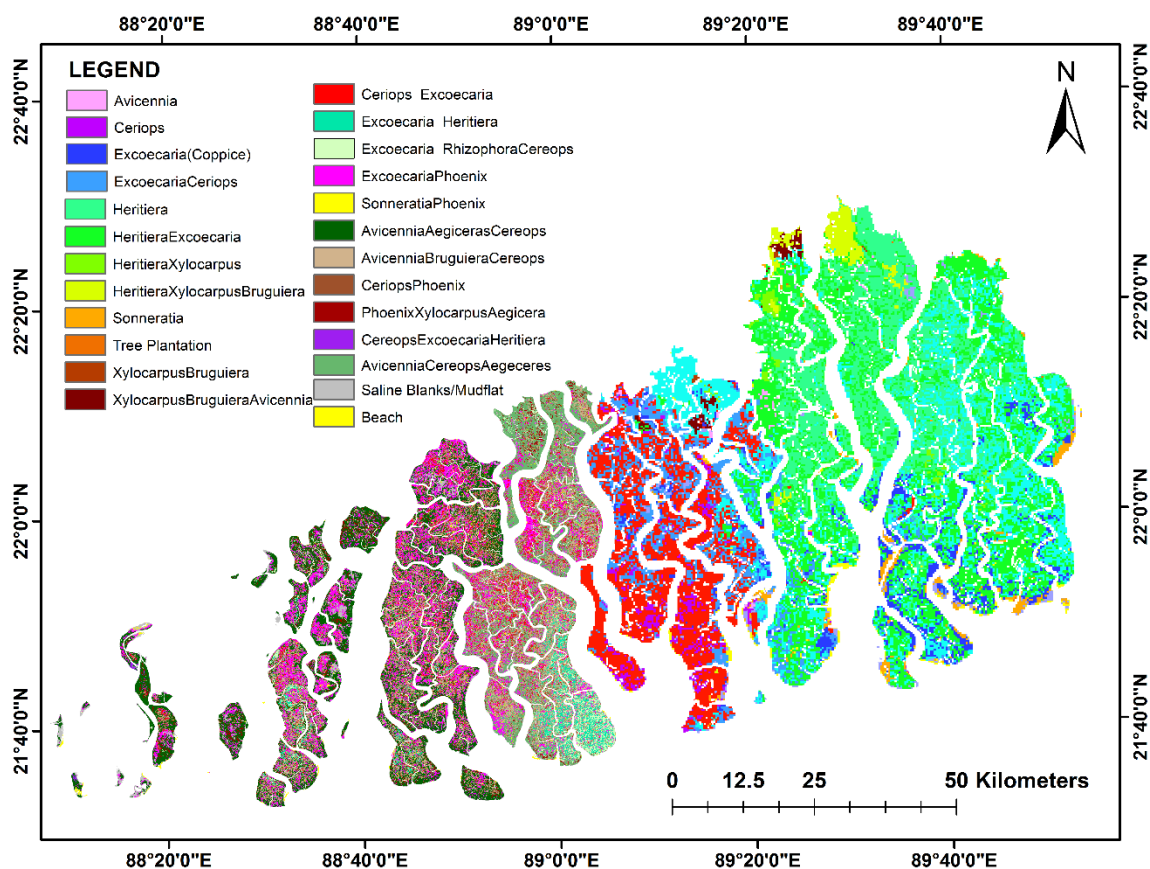 88°20'0"E 88°40'0"E 89°0'0"E 89°20'0"E 89°40'0"E
LEGEND
Avicennia
Ceriops
Excoecaria(Coppice)
ExcoecariaCeriops
Heritiera
HeritieraExcoecaria
HeritieraXylocarpus
HeritieraXylocarpusBruguiera
Sonneratia
Tree Plantation
XylocarpusBruguiera
XylocarpusBruguieraAvicennia
Ceriops Excoecaria
Excoecaria Heritiera
Excoecaria RhizophoraCereops
ExcoecariaPhoenix
SonneratiaPhoenix
AvicenniaAegicerasCereops
AvicenniaBruguieraCereops
CeriopsPhoenix
PhoenixXylocarpusAegicera
CereopsExcoecariaHeritiera
AvicenniaCereopsAegeceres
Saline Blanks/Mudflat
Beach
N
22°40'0"N
22°20'0"N
22°0'0"N
21°40'0"N
22°40'0"N
22°20'0"N
22°0'0"N
21°40'0"N
0 12.5 25 50 Kilometers
88°20'0"E 88°40'0"E 89°0'0"E 89°20'0"E 89°40'0"E